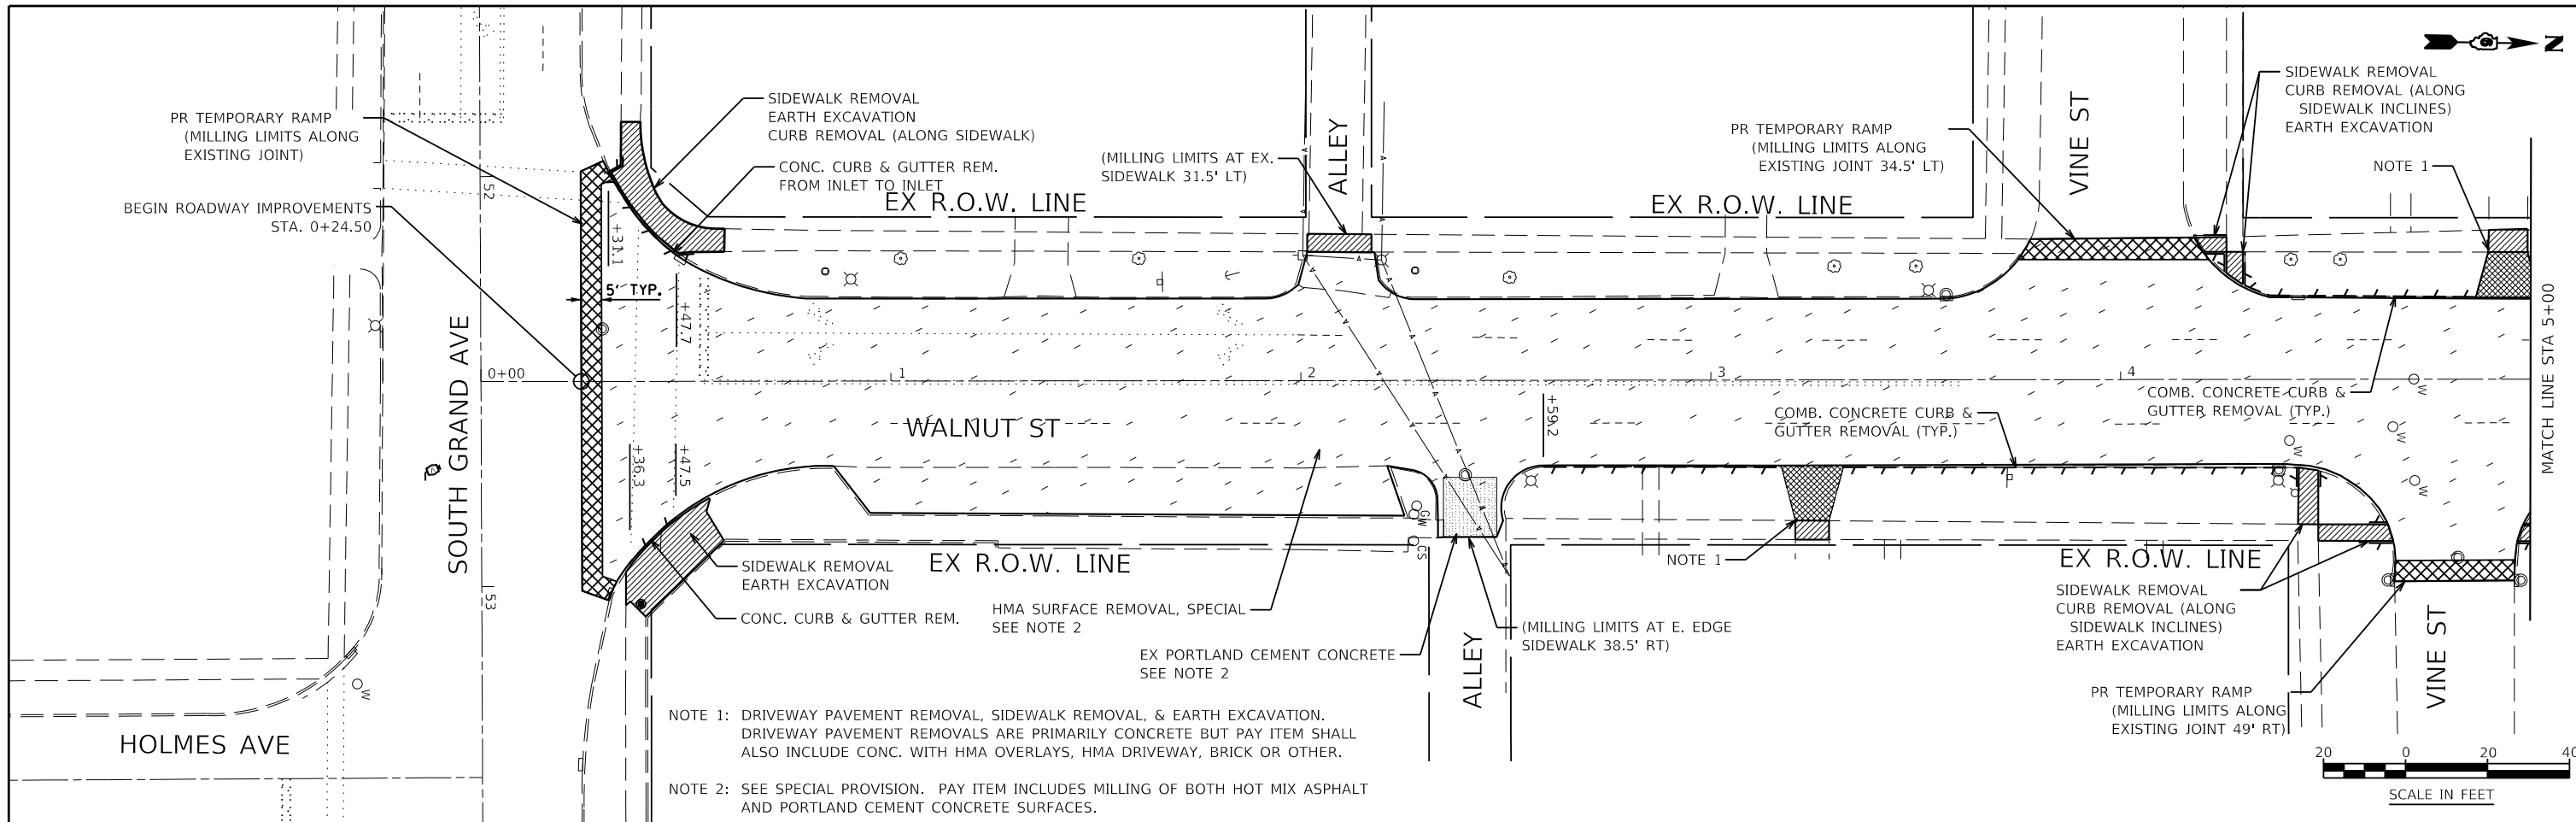 PR TEMPORARY RAMP
(MILLING LIMITS ALONG
EXISTING JOINT)
BEGIN ROADWAY IMPROVEMENTS
STA. 0+24.50
SIDEWALK REMOVAL
EARTH EXCAVATION
CURB REMOVAL (ALONG SIDEWALK)
CONC. CURB & GUTTER REM.
FROM INLET TO INLET
EX R.O.W. LINE
(MILLING LIMITS AT EX.
SIDEWALK 31.5' LT)
ALLEY
EX R.O.W. LINE
PR TEMPORARY RAMP
(MILLING LIMITS ALONG
EXISTING JOINT 34.5' LT)
VINE ST
SIDEWALK REMOVAL
CURB REMOVAL (ALONG
SIDEWALK INCLINES)
EARTH EXCAVATION
NOTE 1
N
52
+31.1
5' TYP.
+47.7
0+00
1
2
3
4
MATCH LINE STA 5+00
SOUTH GRAND AVE
WALNUT ST
+36.3
+47.5
+59.2
COMB. CONCRETE CURB &
GUTTER REMOVAL (TYP.)
COMB. CONCRETE CURB &
GUTTER REMOVAL (TYP.)
W
W
W
W
GW
CS
53
W
SIDEWALK REMOVAL
EARTH EXCAVATION
CONC. CURB & GUTTER REM.
EX R.O.W. LINE
HMA SURFACE REMOVAL, SPECIAL
SEE NOTE 2
EX PORTLAND CEMENT CONCRETE
SEE NOTE 2
ALLEY
(MILLING LIMITS AT E. EDGE
SIDEWALK 38.5' RT)
NOTE 1
EX R.O.W. LINE
SIDEWALK REMOVAL
CURB REMOVAL (ALONG
SIDEWALK INCLINES)
EARTH EXCAVATION
PR TEMPORARY RAMP
(MILLING LIMITS ALONG
EXISTING JOINT 49' RT)
VINE ST
HOLMES AVE
NOTE 1: DRIVEWAY PAVEMENT REMOVAL, SIDEWALK REMOVAL, & EARTH EXCAVATION.
DRIVEWAY PAVEMENT REMOVALS ARE PRIMARILY CONCRETE BUT PAY ITEM SHALL
ALSO INCLUDE CONC. WITH HMA OVERLAYS, HMA DRIVEWAY, BRICK OR OTHER.
NOTE 2: SEE SPECIAL PROVISION. PAY ITEM INCLUDES MILLING OF BOTH HOT MIX ASPHALT
AND PORTLAND CEMENT CONCRETE SURFACES.
20 0 20 40
SCALE IN FEET